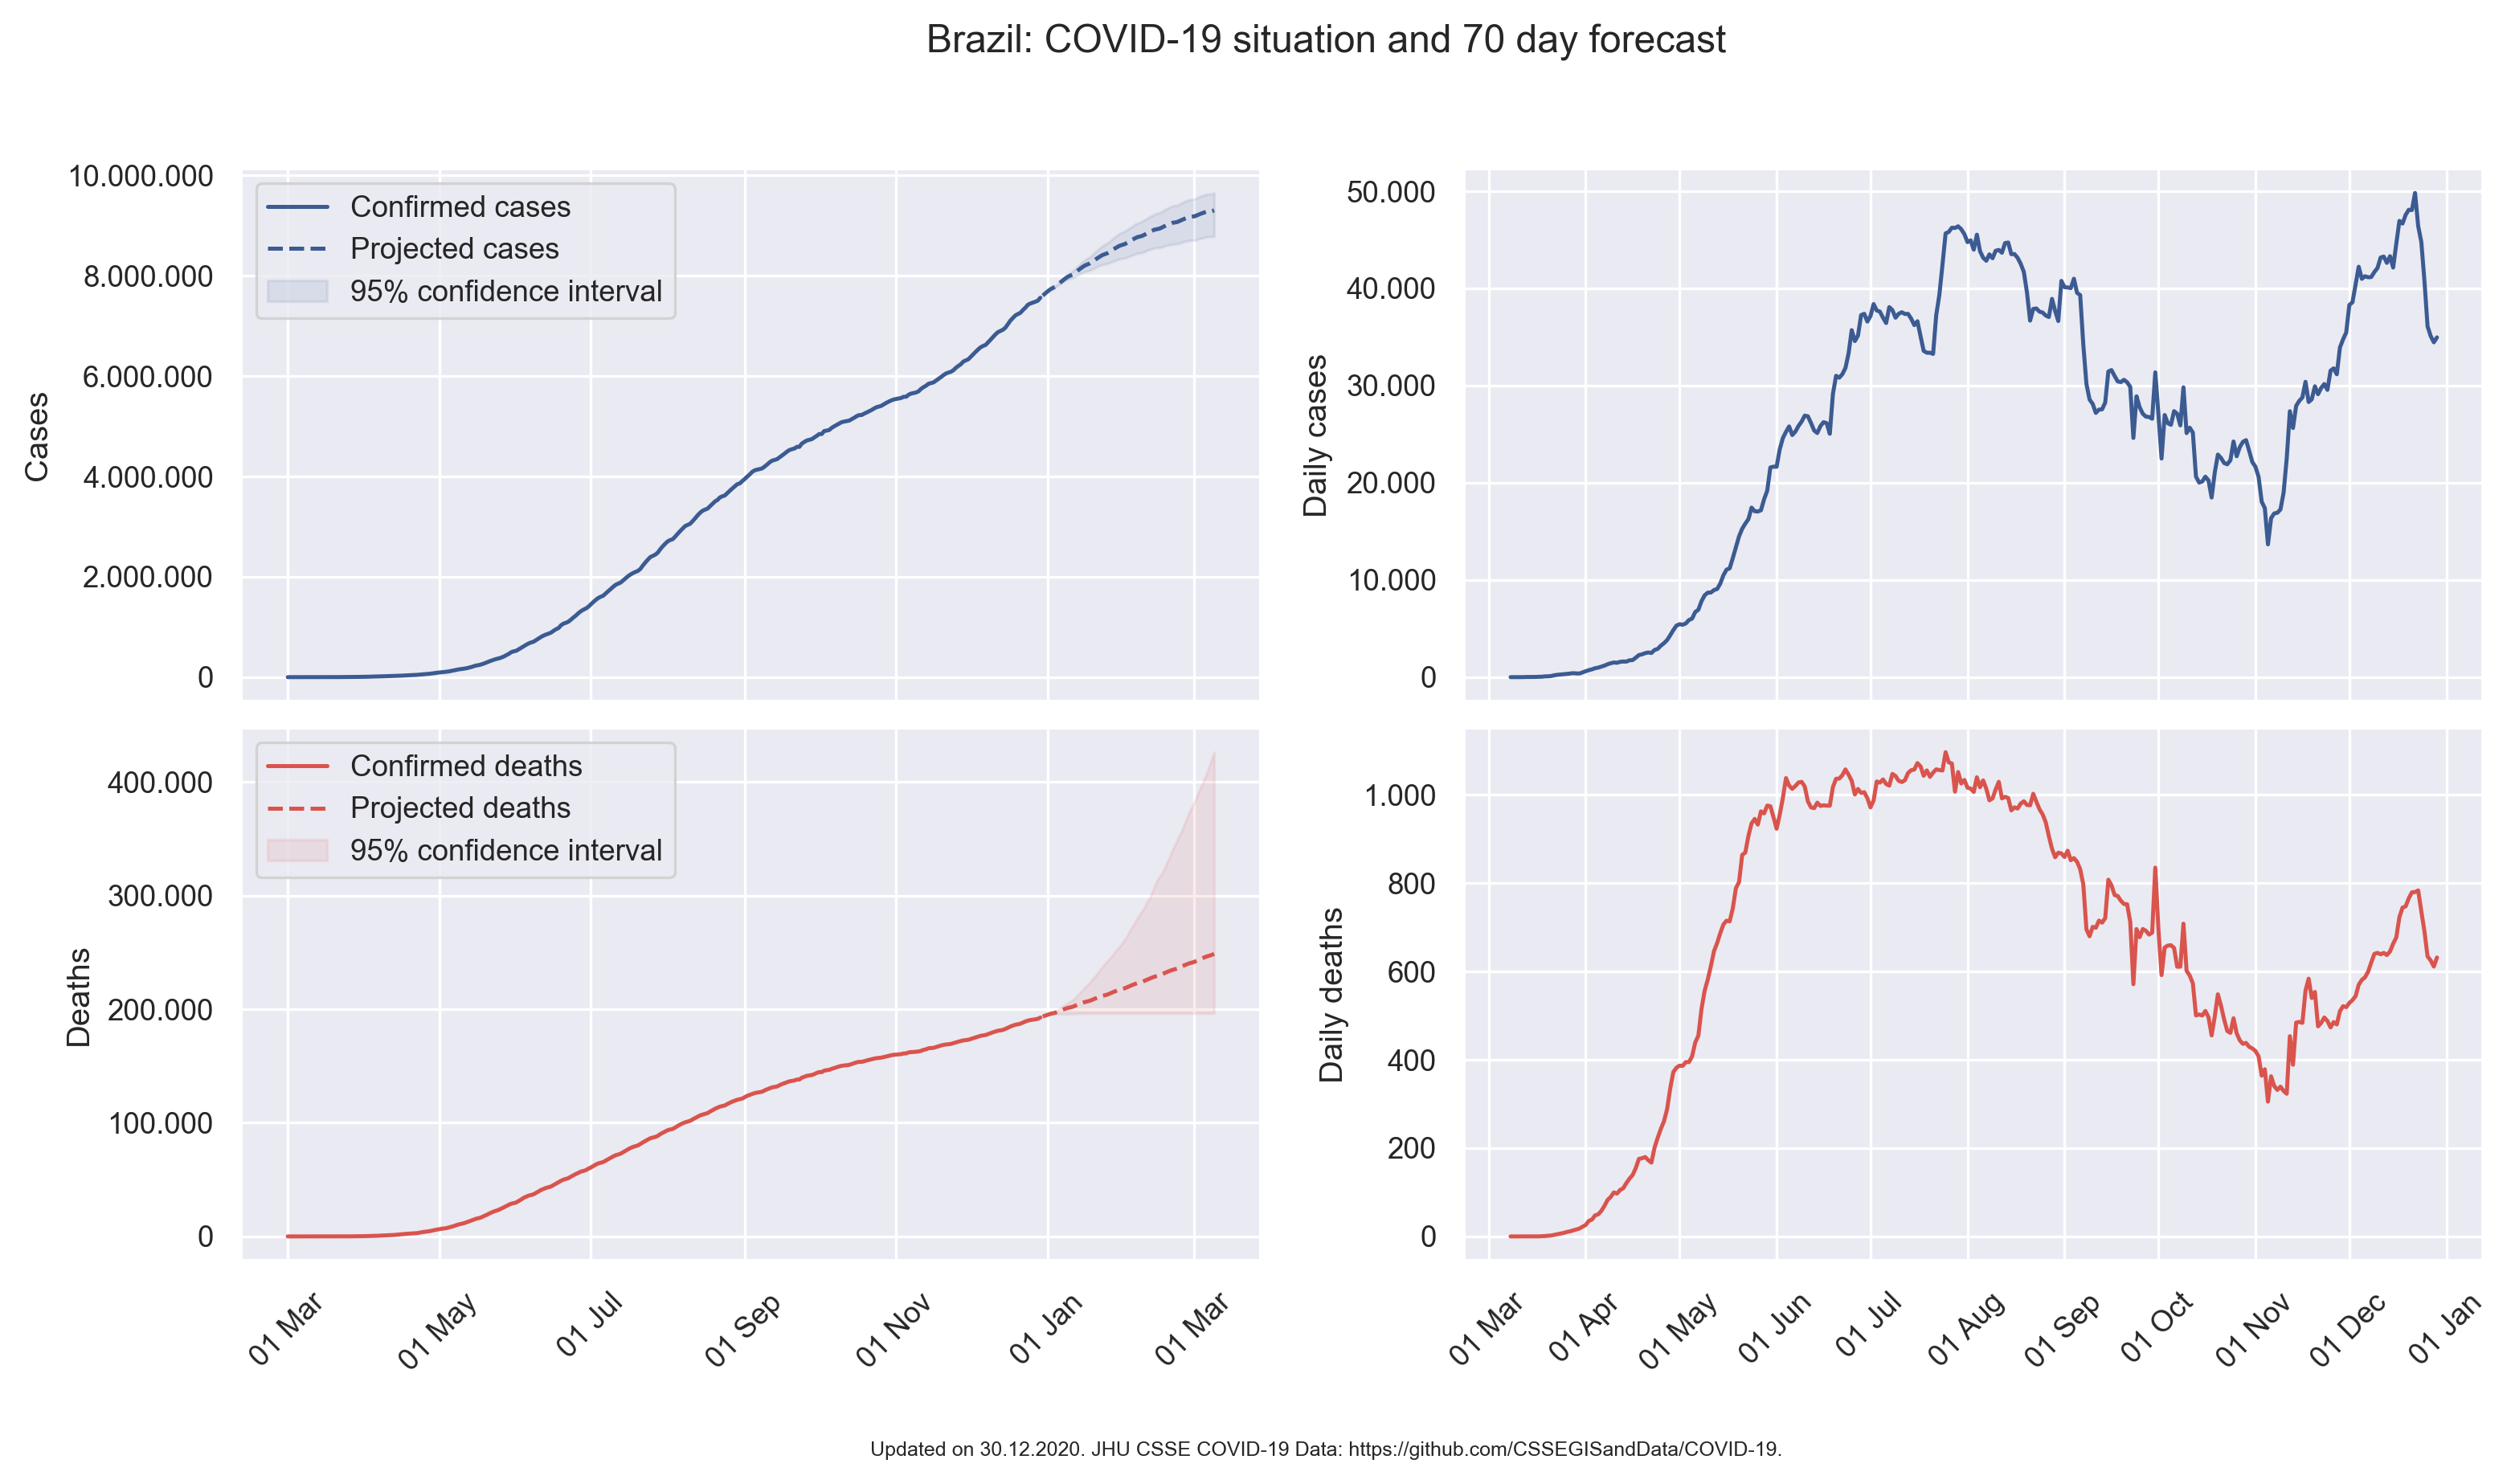 Brazil: COVID-19 situation and 70 day forecast
Cases
10.000.000
8.000.000
6.000.000
4.000.000
2.000.000
0
Confirmed cases
Projected cases
95% confidence interval
Daily cases
50.000
40.000
30.000
20.000
10.000
0
Deaths
400.000
300.000
200.000
100.000
0
Confirmed deaths
Projected deaths
95% confidence interval
01 Mar
01 May
01 Jul
01 Sep
01 Nov
01 Jan
01 Mar
Daily deaths
1.000
800
600
400
200
0
01 Mar
01 Apr
01 May
01 Jun
01 Jul
01 Aug
01 Sep
01 Oct
01 Nov
01 Dec
01 Jan
Updated on 30.12.2020. JHU CSSE COVID-19 Data: https://github.com/CSSEGISandData/COVID-19.